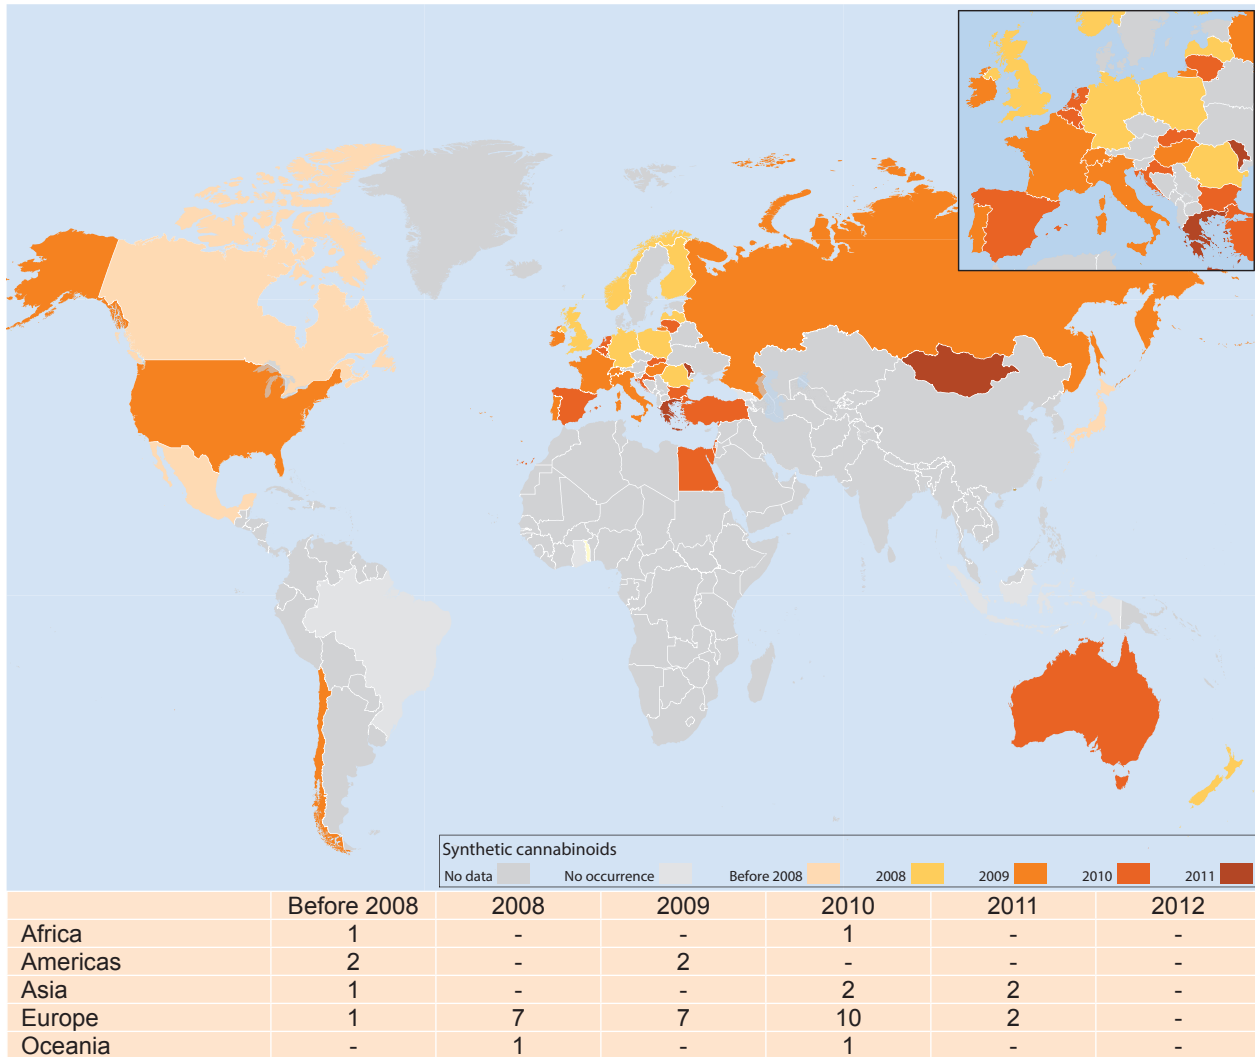 Synthetic cannabinoids
No data No occurrence Before 2008 2008 2009 2010 2011
Before 2008 2008 2009 2010 2011 2012
Africa 1 - - 1 - -
Americas 2 - 2 - - -
Asia 1 - - 2 2 -
Europe 1 7 7 10 2 -
Oceania - 1 - 1 - -